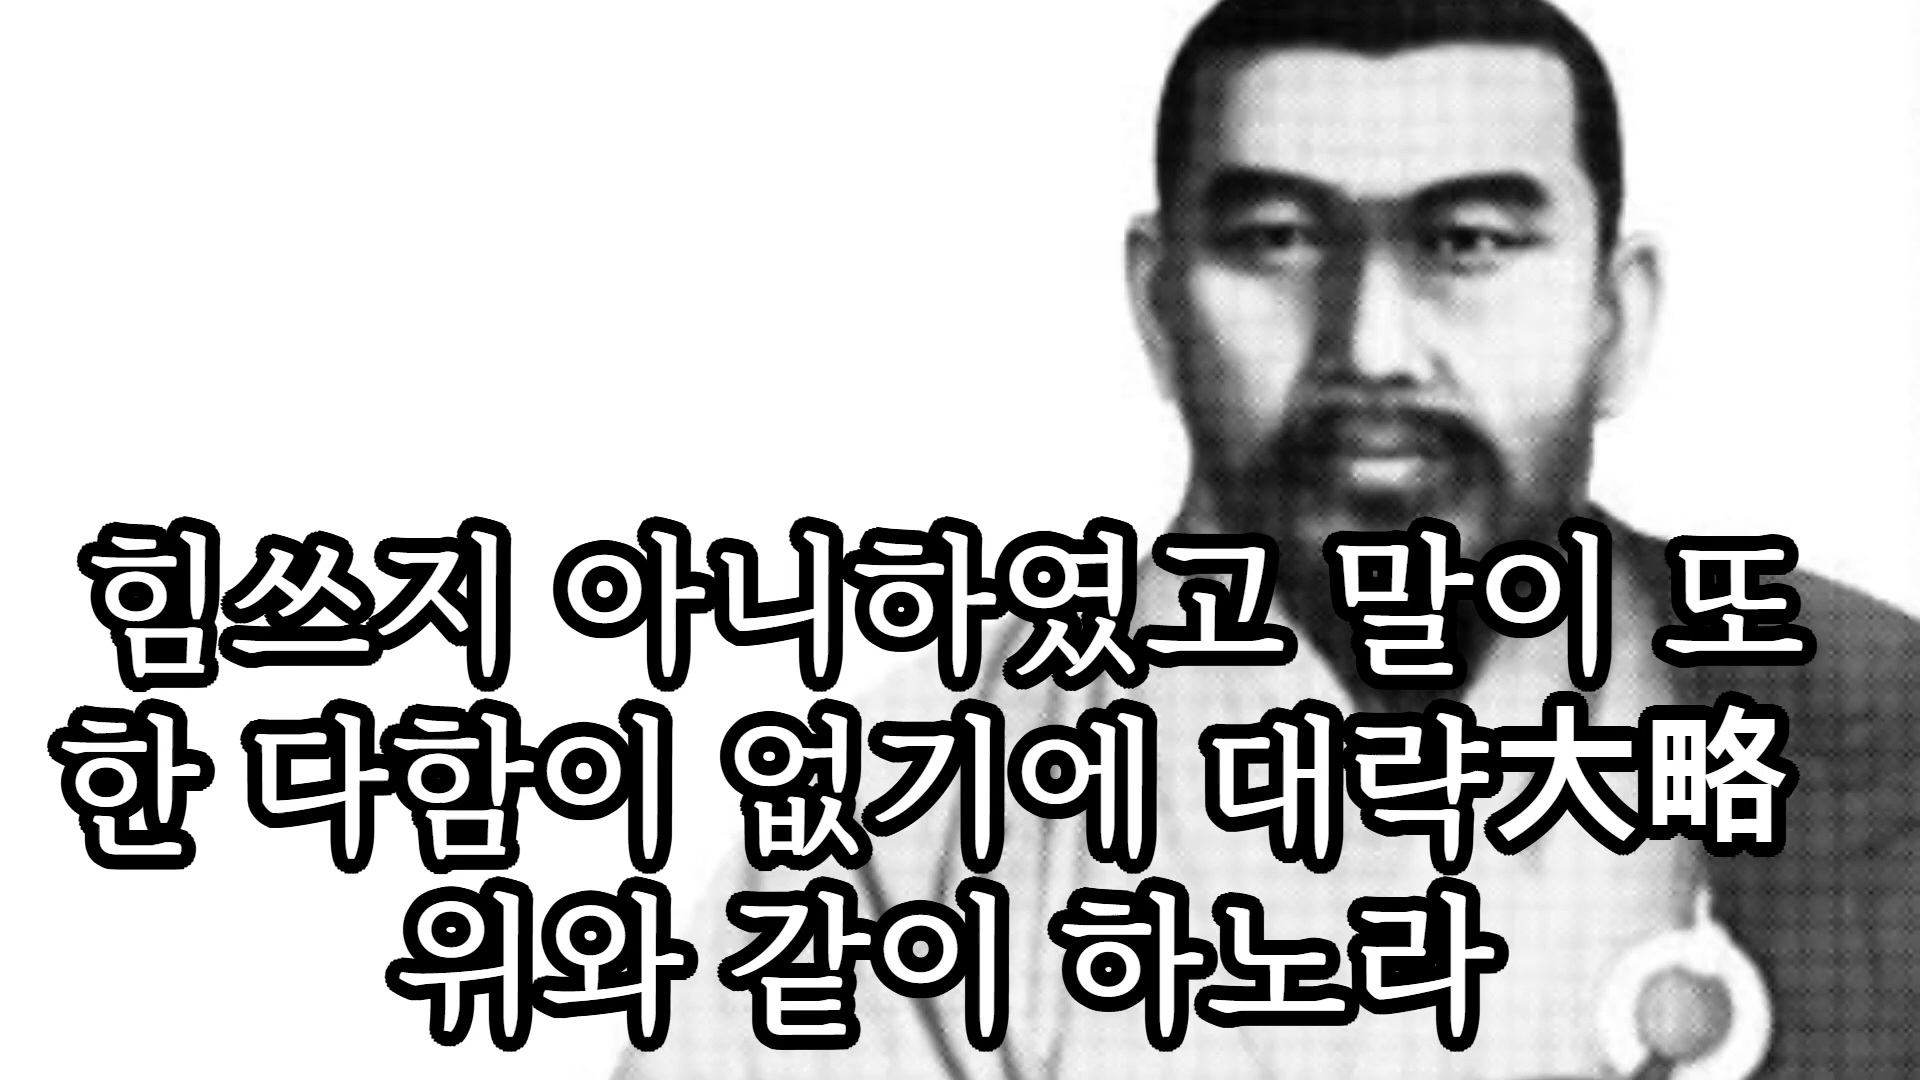 힘쓰지 아니하였고 말이 또
한 다함이 없기에 대략大略
위와 같이 하노라